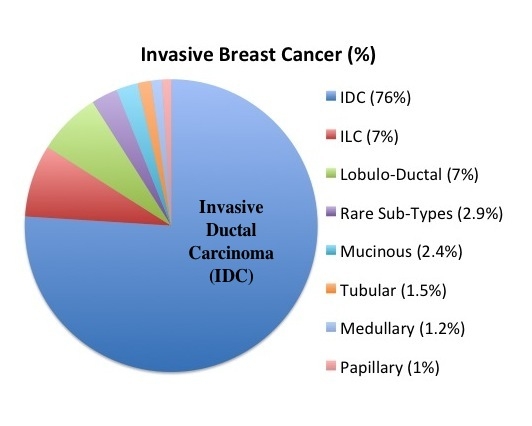 Invasive Breast Cancer (%)
Invasive
Ductal
Carcinoma
(IDC)
IDC (76%)
ILC (7%)
Lobulo-Ductal (7%)
Rare Sub-Types (2.9%)
Mucinous (2.4%)
Tubular (1.5%)
Medullary (1.2%)
Papillary (1%)